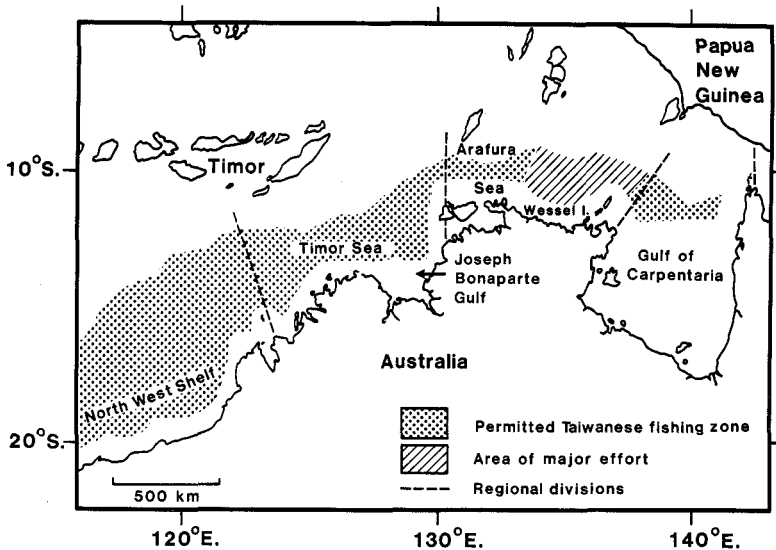 Papua
New
Guinea
10°S.
Timor
Arafura
Sea
Wessel I.
Timor Sea
Joseph
Bonaparte
Gulf
Gulf of
Carpentaria
Australia
North West Shelf
20°S.
Permitted Taiwanese fishing zone
Area of major effort
Regional divisions
500 km
120°E.
130°E.
140°E.